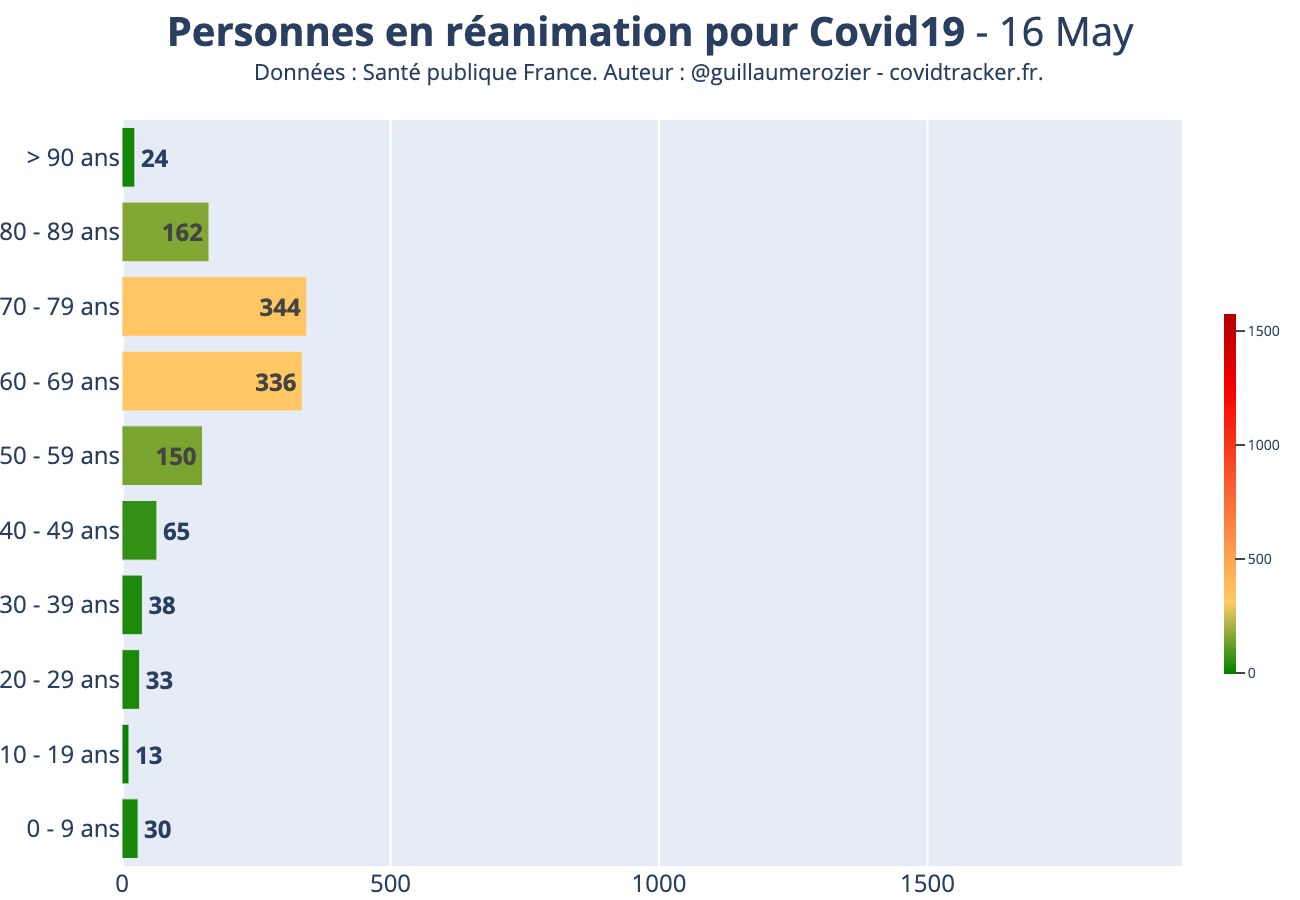 Personnes en réanimation pour Covid19 - 16 May
Données : Santé publique France. Auteur : @guillaumerozier - covidtracker.fr.
> 90 ans 24
80 - 89 ans 162
70 - 79 ans 344
60 - 69 ans 336
50 - 59 ans 150
40 - 49 ans 65
30 - 39 ans 38
20 - 29 ans 33
10 - 19 ans 13
0 - 9 ans 30
0 500 1000 1500
1500
1000
500
0